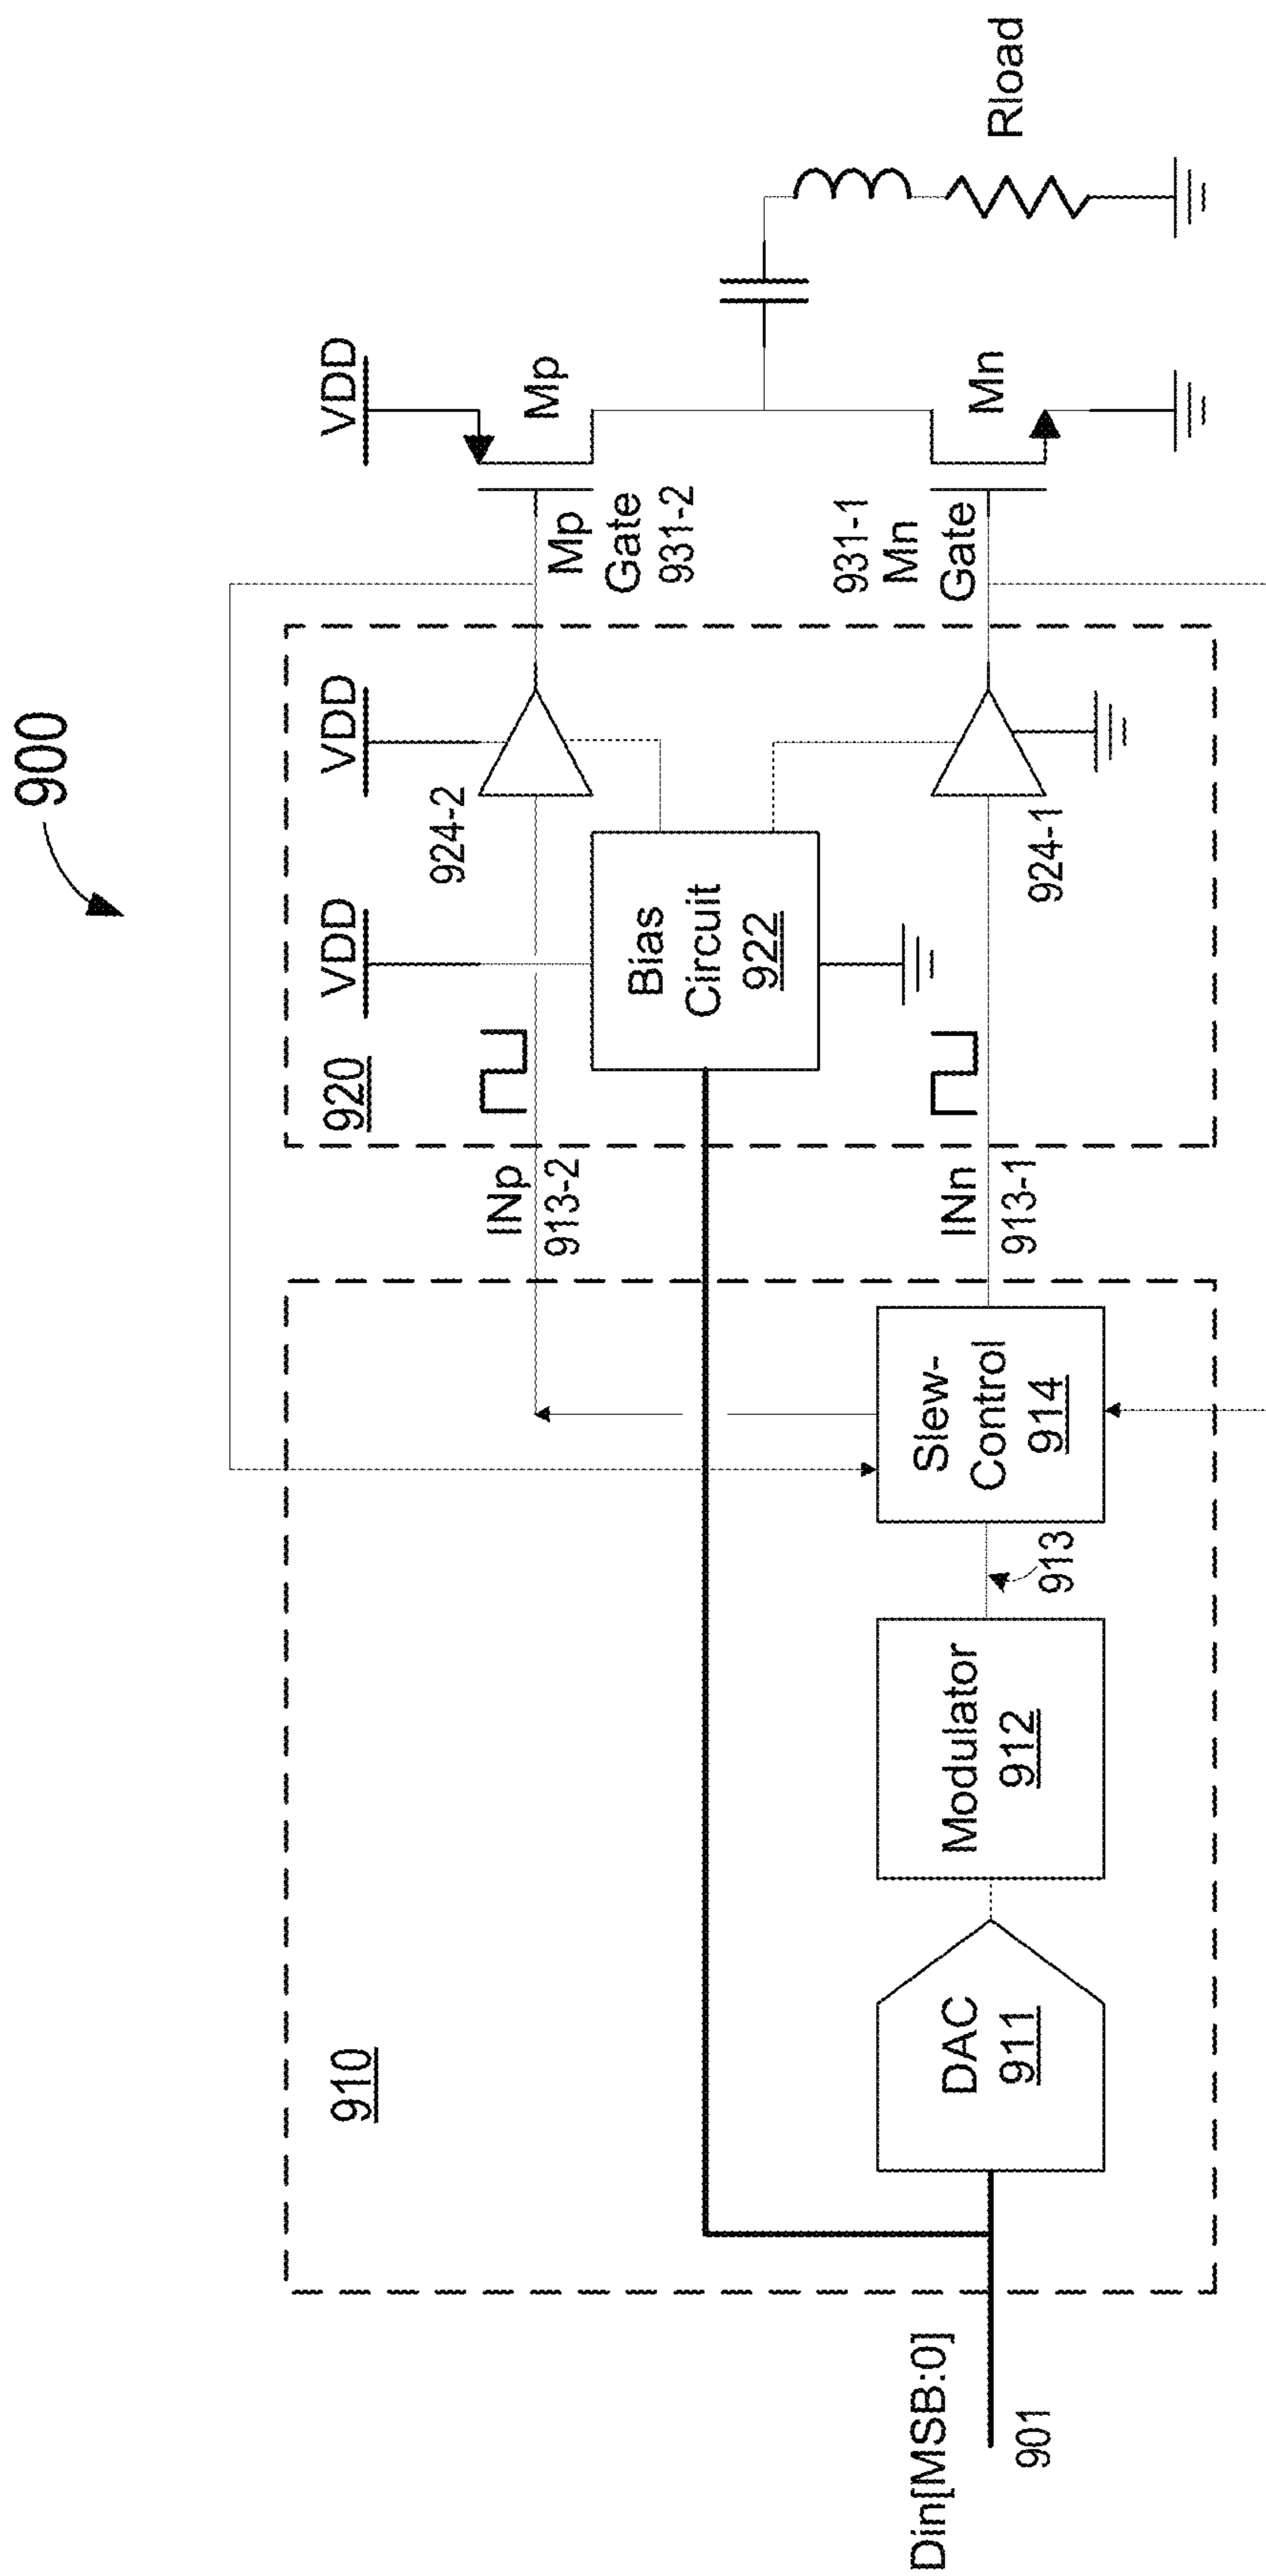 900
VDD
VDD
VDD
920
924-2
Mp
Gate
931-2
Mp
INp
913-2
Bias
Circuit
922
931-1
Mn
Gate
Mn
Rload
INn
913-1
924-1
910
Din[MSB:0]
901
DAC
911
Modulator
912
913
Slew-
Control
914